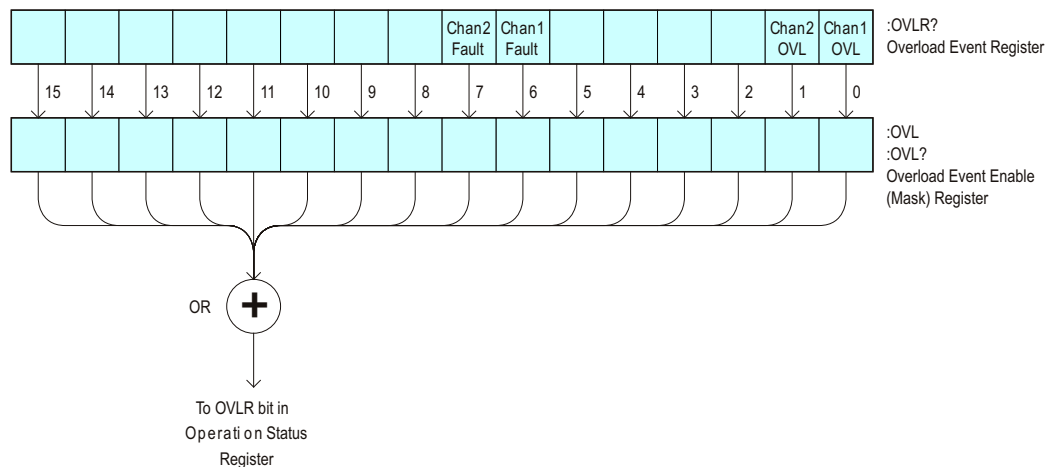 Chan2 Fault
Chan1 Fault
Chan2 OVL
Chan1 OVL
:OVLR?
Overload Event Register
15 14 13 12 11 10 9 8 7 6 5 4 3 2 1 0
:OVL
:OVL?
Overload Event Enable
(Mask) Register
OR
+
To OVLR bit in
Operation Status
Register